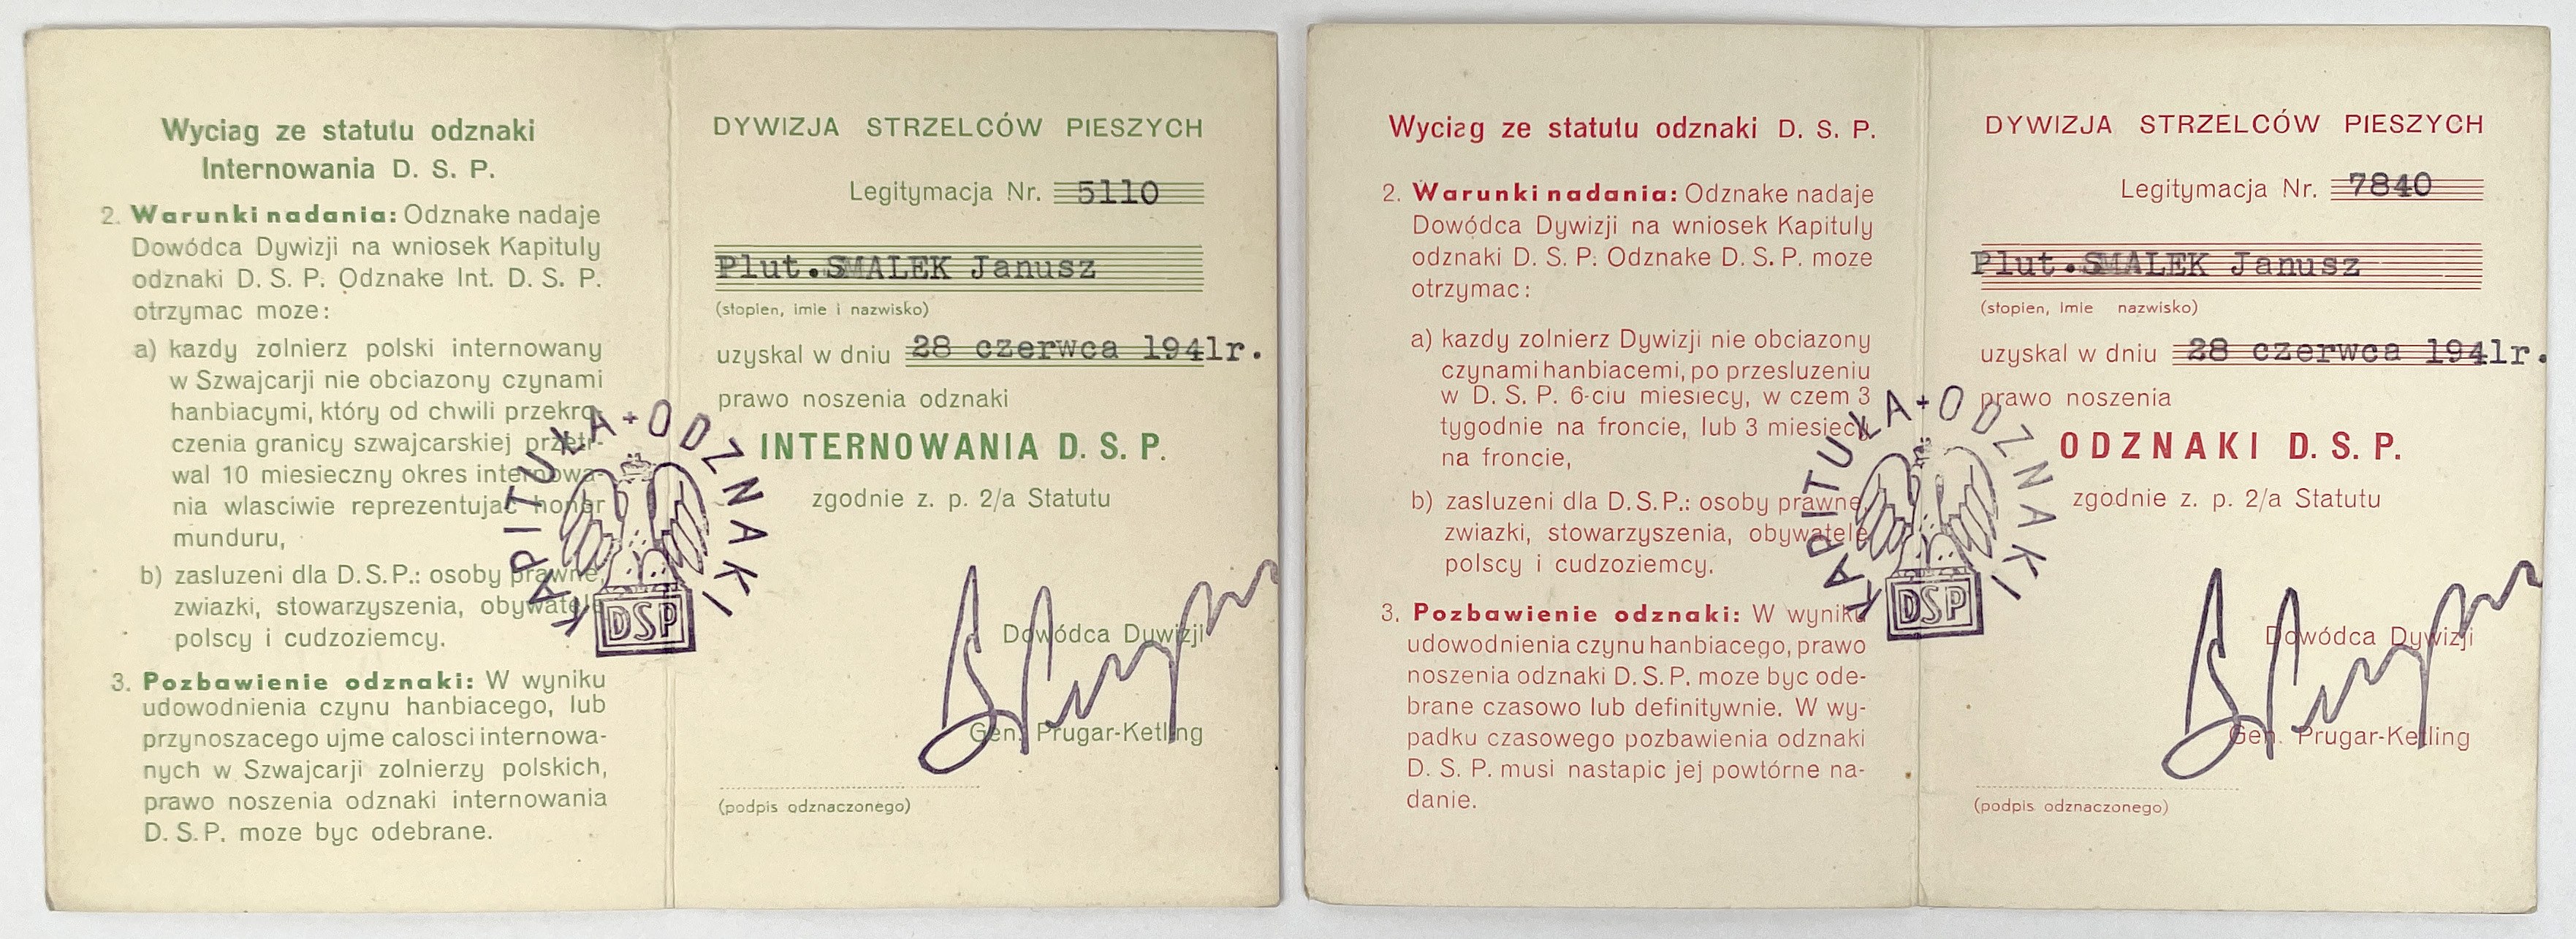 Wyciag ze statutu odznaki
Internowania D. S. P.
2. Warunki nadania: Odznake nadaje
Dowódca Dywizji na wniosek Kapituly
odznaki D. S. P. Odznake Int. D. S. P.
otrzymac moze:
a) kazdy zolnierz polski internowany
w Szwajcarji nie obciazony czynami
hanbiacymi, który od chwili przekro-
czenia granicy szwajcarskiej przetr-
wal 10 miesieczny okres internowa-
nia wlasciwie reprezentujac honor
munduru,
b) zasluzeni dla D.S.P.: osoby prawne,
zwiazki, stowarzyszenia, obywatele
polscy i cudzoziemcy.
3. Pozbawienie odznaki: W wyniku
udowodnienia czynu hanbiacego, lub
przynoszacego ujme calosci internowa-
nych w Szwajcarji zolnierzy polskich,
prawo noszenia odznaki internowania
D. S. P. moze byc odebrane.
KAPITUŁA + ODZNAKI
DSP
DYWIZJA STRZELCÓW PIESZYCH
Legitymacja Nr. 5110
Plut.SMALEK Janusz
(stopien, imie i nazwisko)
uzyskal w dniu 28 czerwca 1941r.
prawo noszenia odznaki
INTERNOWANIA D. S. P.
zgodnie z. p. 2/a Statutu
Dowódca Dywizji
Gen. Prugar-Ketling
(podpis odznaczonego)
Wyciag ze statutu odznaki D. S. P.
2. Warunki nadania: Odznake nadaje
Dowódca Dywizji na wniosek Kapituly
odznaki D. S. P. Odznake D. S. P. moze
otrzymac:
a) kazdy zolnierz Dywizji nie obciazony
czynami hanbiacemi, po przesluzeniu
w D. S. P. 6-ciu miesiecy, w czem 3
tygodnie na froncie, lub 3 miesiecy
na froncie,
b) zasluzeni dla D.S.P.: osoby prawne,
zwiazki, stowarzyszenia, obywatele
polscy i cudzoziemcy.
3. Pozbawienie odznaki: W wyniku
udowodnienia czynu hanbiacego, prawo
noszenia odznaki D. S. P. moze byc ode-
brane czasowo lub definitywnie. W wy-
padku czasowego pozbawienia odznaki
D. S. P. musi nastapic jej powtórne na-
danie.
KAPITUŁA + ODZNAKI
DSP
DYWIZJA STRZELCÓW PIESZYCH
Legitymacja Nr. 7840
Plut.SMALEK Janusz
(stopien, imie nazwisko)
uzyskal w dniu 28 czerwca 1941r.
prawo noszenia
ODZNAKI D. S. P.
zgodnie z. p. 2/a Statutu
Dowódca Dywizji
Gen. Prugar-Ketling
(podpis odznaczonego)